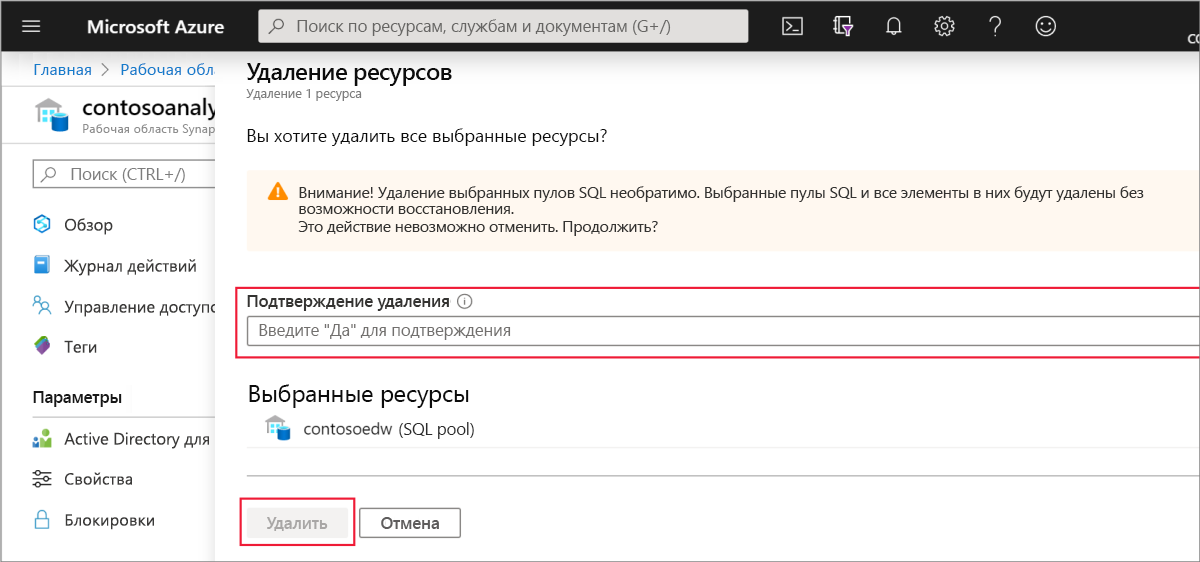 Microsoft Azure
Поиск по ресурсам, службам и документам (G+/)
Главная > Рабочая обл
contosoanaly
Рабочая область Synap
Поиск (CTRL+/)
Обзор
Журнал действий
Управление доступо
Теги
Параметры
Active Directory для
Свойства
Блокировки
Удаление ресурсов
Удаление 1 ресурса
Вы хотите удалить все выбранные ресурсы?
Внимание! Удаление выбранных пулов SQL необратимо. Выбранные пулы SQL и все элементы в них будут удалены без
возможности восстановления.
Это действие невозможно отменить. Продолжить?
Подтверждение удаления
Введите "Да" для подтверждения
Выбранные ресурсы
contosoedw (SQL pool)
Удалить
Отмена